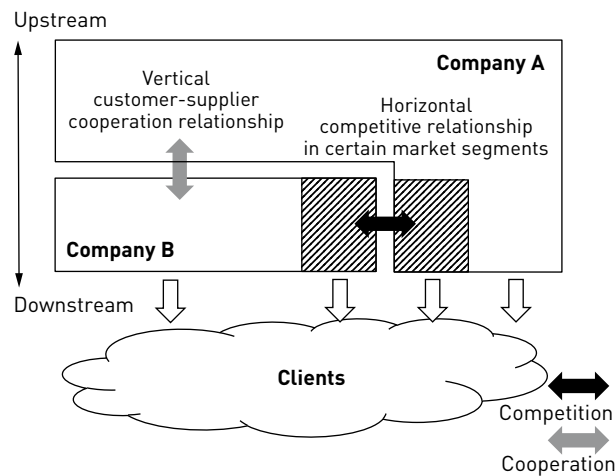 Upstream
Company A
Vertical
customer-supplier
cooperation relationship
Horizontal
competitive relationship
in certain market segments
Company B
Downstream
Clients
Competition
Cooperation